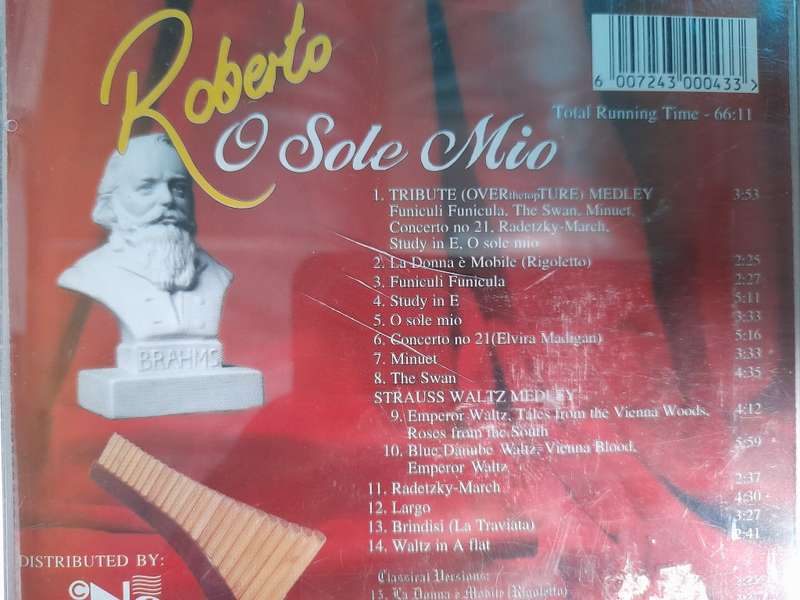 Roberto
O Sole Mio
6 007243 000433 >
Total Running Time - 66:11
1. TRIBUTE (OVERthetopTURE) MEDLEY 3:53
Funiculi Funicula, The Swan, Minuet,
Concerto no 21, Radetzky-March,
Study in E, O sole mio
2. La Donna è Mobile (Rigoletto) 2:25
3. Funiculi Funicula 2:27
4. Study in E 5:11
5. O sole mio 3:33
6. Concerto no 21(Elvira Madigan) 5:16
7. Minuet 3:33
8. The Swan 4:35
STRAUSS WALTZ MEDLEY
9. Emperor Waltz, Tales from the Vienna Woods, 4:12
Roses from the South
10. Blue Danube Waltz, Vienna Blood, 5:59
Emperor Waltz
11. Radetzky-March 2:37
12. Largo 4:30
13. Brindisi (La Traviata) 3:27
14. Waltz in A flat 2:41
Classical Versions:
15. La Donna è Mobile (Rigoletto)
BRAHMS
DISTRIBUTED BY: